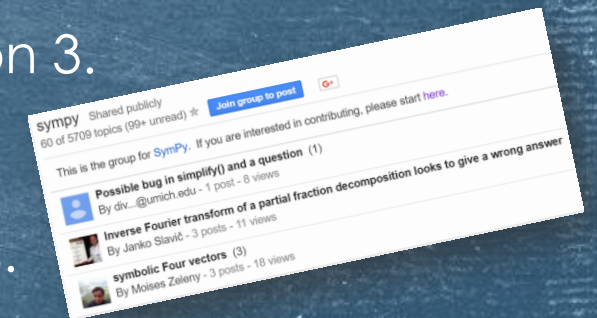 on 3.
sympy Shared publicly
60 of 5709 topics (99+ unread) Join group to post G+
This is the group for SymPy. If you are interested in contributing, please start here.
Possible bug in simplify() and a question (1)
By div...@umich.edu - 1 post - 8 views
Inverse Fourier transform of a partial fraction decomposition looks to give a wrong answer
By Janko Slavič - 3 posts - 11 views
symbolic Four vectors (3)
By Moises Zeleny - 3 posts - 18 views
.